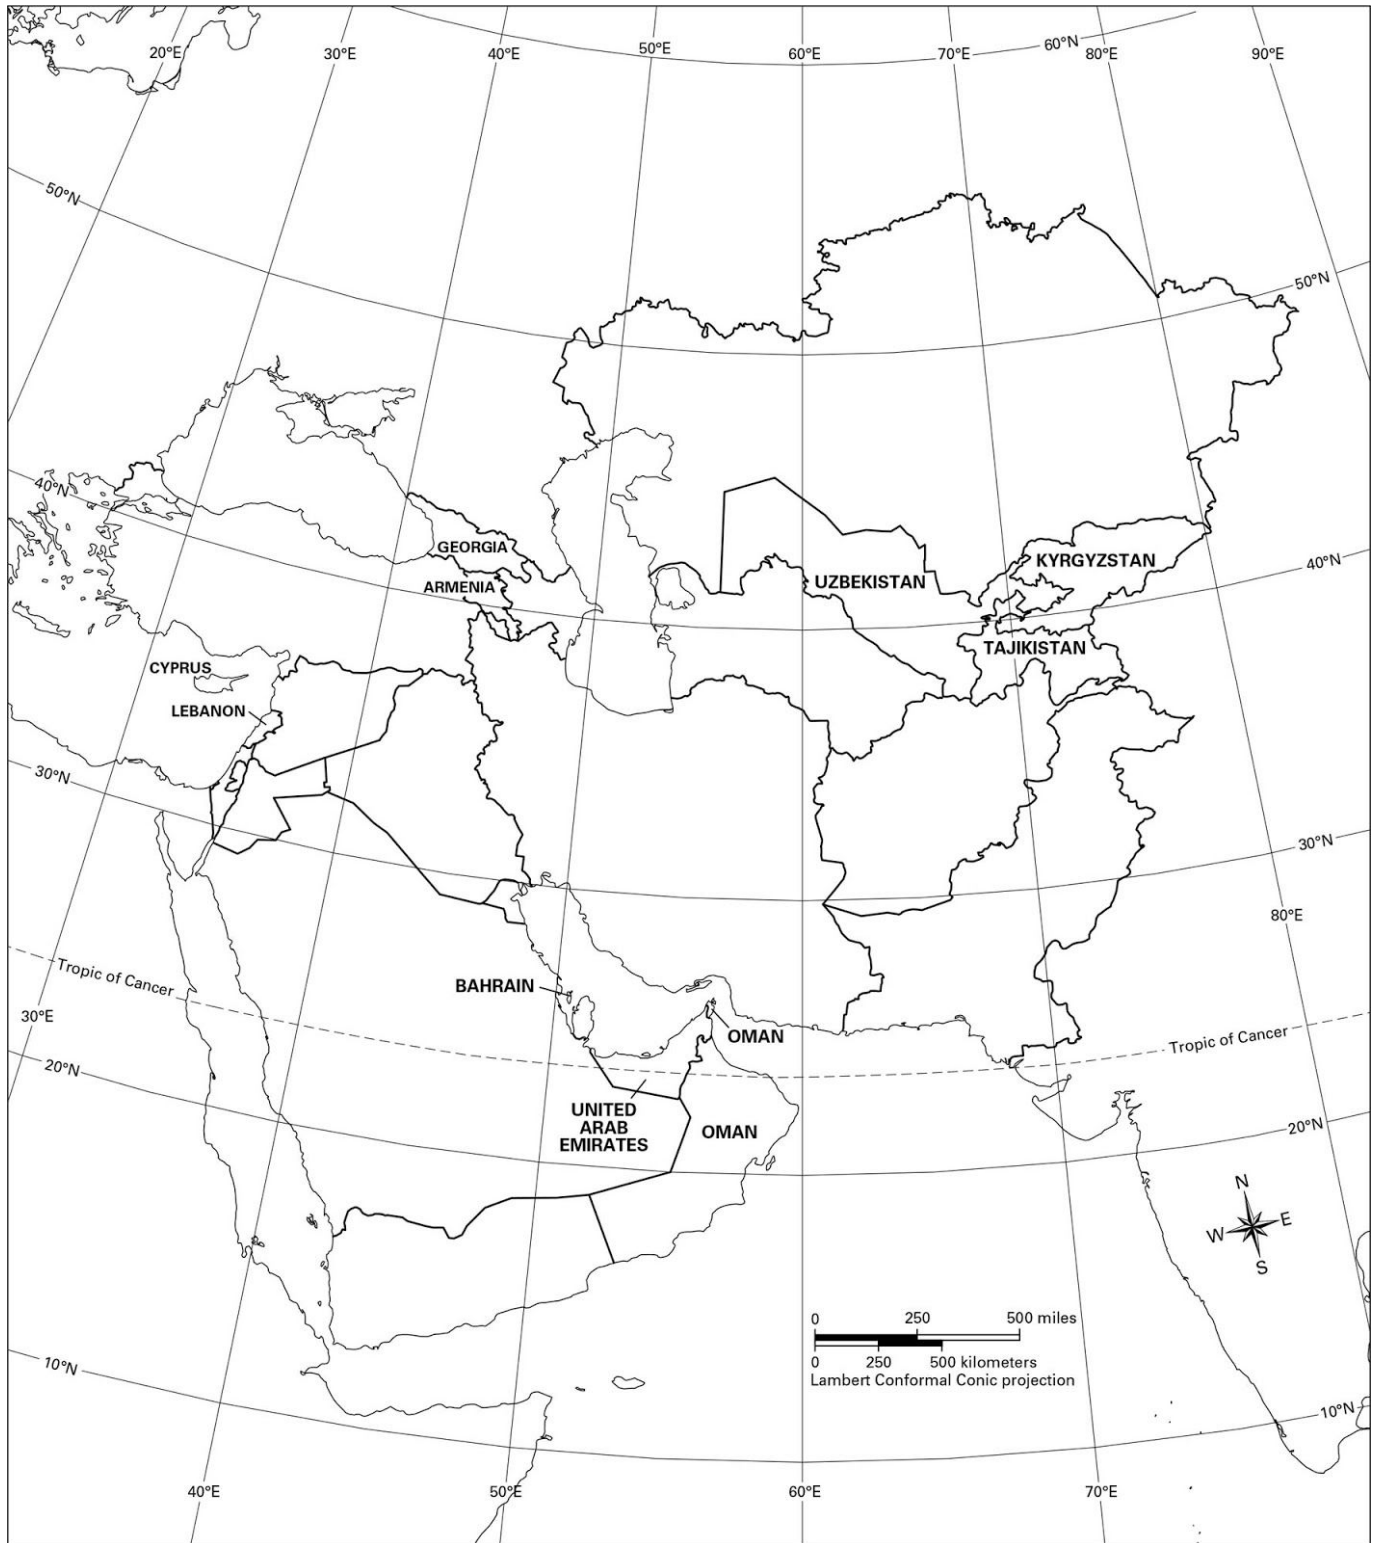 20°E
30°E
40°E
50°E
60°E
70°E
60°N
80°E
90°E
50°N
50°N
40°N
GEORGIA
ARMENIA
UZBEKISTAN
KYRGYZSTAN
40°N
TAJIKISTAN
CYPRUS
LEBANON
30°N
30°N
80°E
Tropic of Cancer
BAHRAIN
30°E
OMAN
Tropic of Cancer
20°N
UNITED
ARAB
EMIRATES
OMAN
20°N
N
W
E
S
0 250 500 miles
0 250 500 kilometers
Lambert Conformal Conic projection
10°N
10°N
40°E
50°E
60°E
70°E